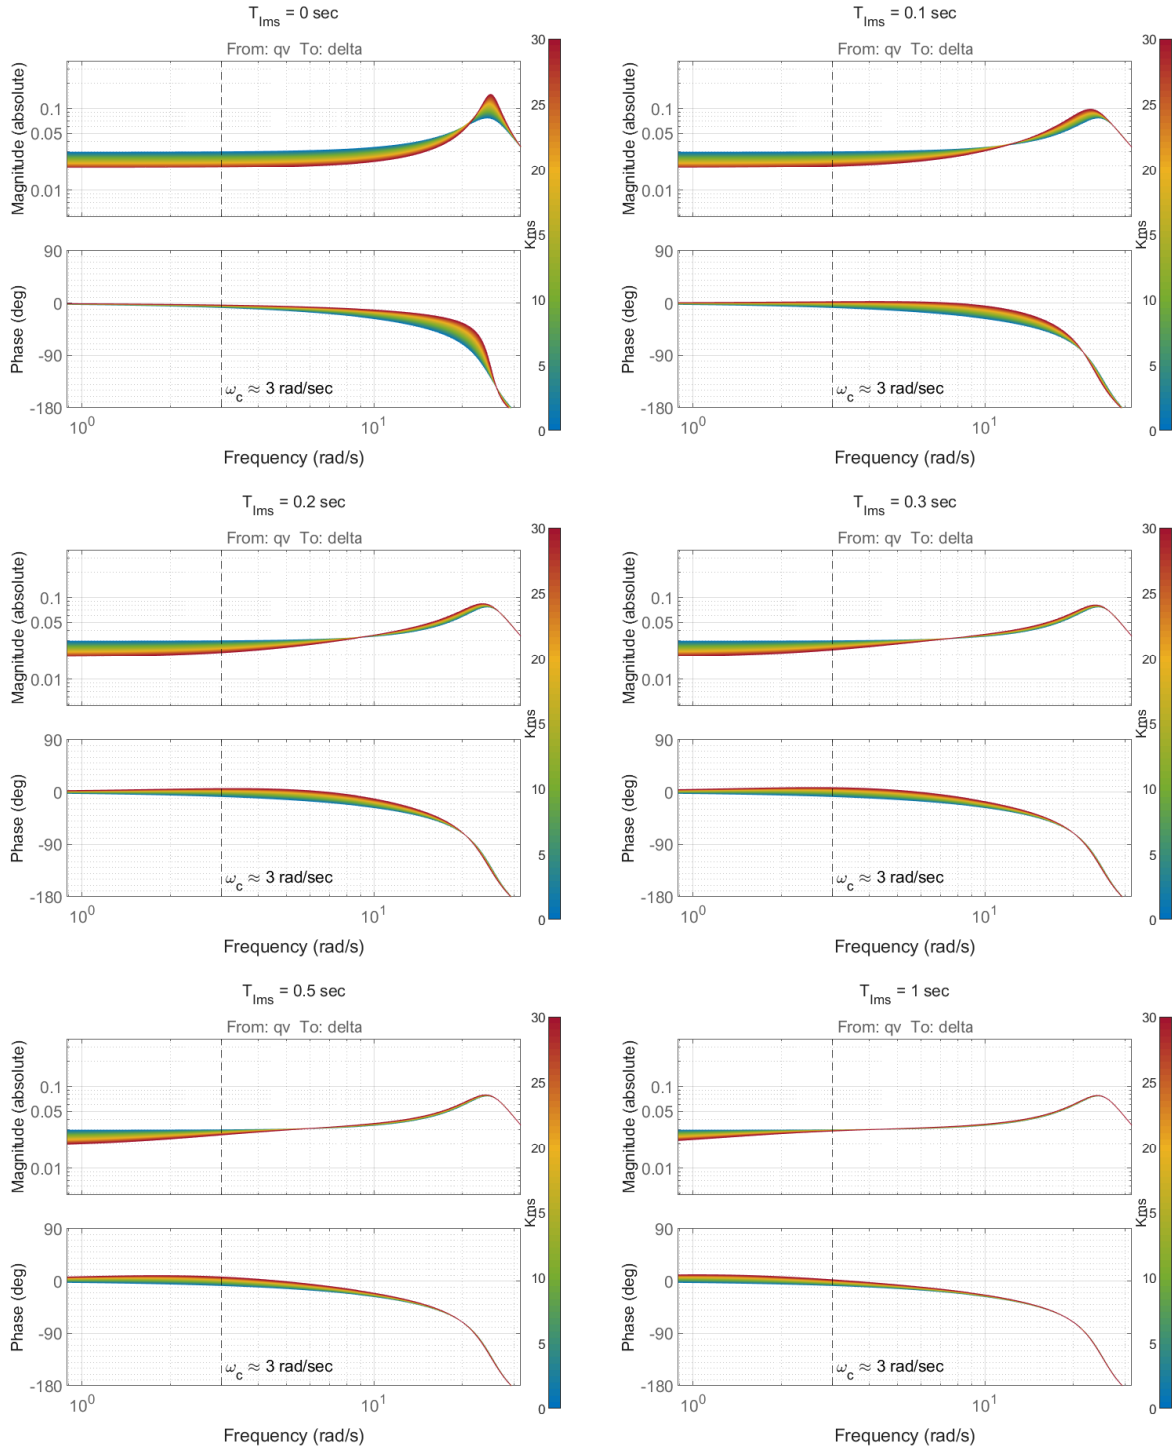 T_lms = 0 sec
From: qv To: delta
Magnitude (absolute)
0.1
0.05
0.01
Phase (deg)
90
0
-90
-180
ω_c ≈ 3 rad/sec
10^0
10^1
Frequency (rad/s)
30
25
20
Kms
15
10
5
0
T_lms = 0.1 sec
From: qv To: delta
Magnitude (absolute)
0.1
0.05
0.01
Phase (deg)
90
0
-90
-180
ω_c ≈ 3 rad/sec
10^0
10^1
Frequency (rad/s)
30
25
20
Kms
15
10
5
0
T_lms = 0.2 sec
From: qv To: delta
Magnitude (absolute)
0.1
0.05
0.01
Phase (deg)
90
0
-90
-180
ω_c ≈ 3 rad/sec
10^0
10^1
Frequency (rad/s)
30
25
20
Kms
15
10
5
0
T_lms = 0.3 sec
From: qv To: delta
Magnitude (absolute)
0.1
0.05
0.01
Phase (deg)
90
0
-90
-180
ω_c ≈ 3 rad/sec
10^0
10^1
Frequency (rad/s)
30
25
20
Kms
15
10
5
0
T_lms = 0.5 sec
From: qv To: delta
Magnitude (absolute)
0.1
0.05
0.01
Phase (deg)
90
0
-90
-180
ω_c ≈ 3 rad/sec
10^0
10^1
Frequency (rad/s)
30
25
20
Kms
15
10
5
0
T_lms = 1 sec
From: qv To: delta
Magnitude (absolute)
0.1
0.05
0.01
Phase (deg)
90
0
-90
-180
ω_c ≈ 3 rad/sec
10^0
10^1
Frequency (rad/s)
30
25
20
Kms
15
10
5
0